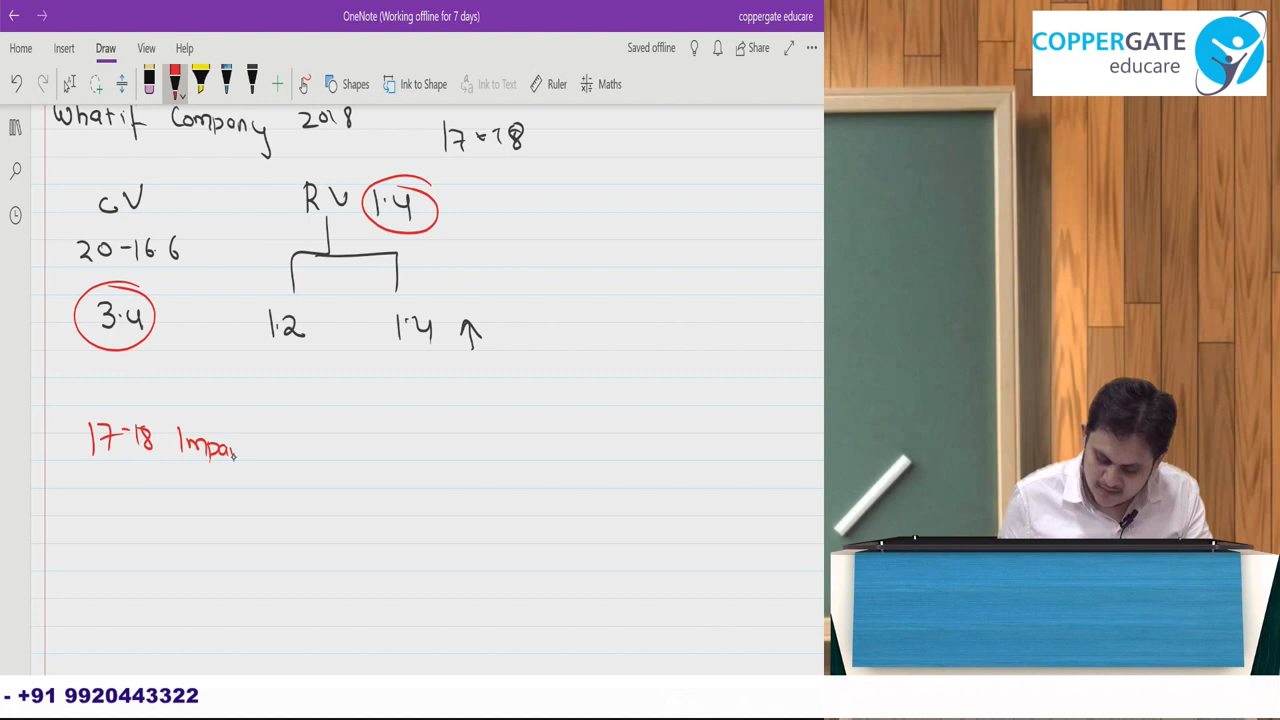 OneNote (Working offline for 7 days)
coppergate educare
Home Insert Draw View Help
Saved offline
Share
Shapes
Ink to Shape
Ink to Text
Ruler
Maths
COPPERGATE
educare
Whatif Company 2018
17-18
CV RV 1.4
20-16.6
3.4 1.2 1.4 ↑
17-18 Impai
- +91 9920443322